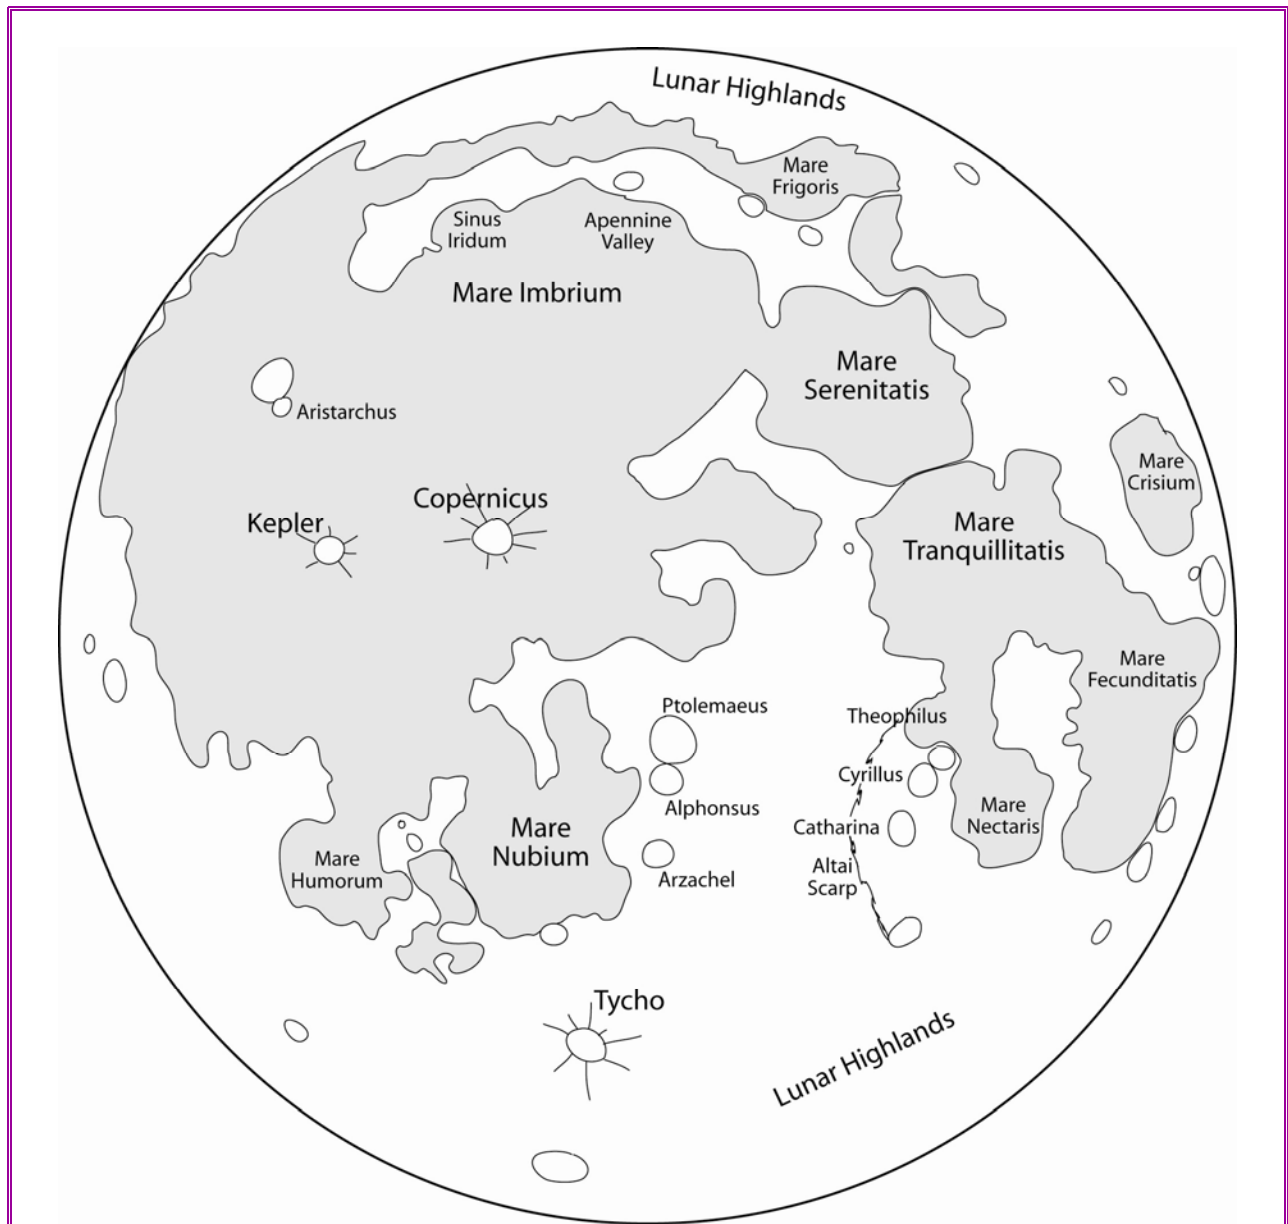 Lunar Highlands
Mare
Frigoris
Sinus
Iridum
Apennine
Valley
Mare Imbrium
Mare
Serenitatis
Aristarchus
Mare
Crisium
Copernicus
Kepler
Mare
Tranquillitatis
Mare
Fecunditatis
Ptolemaeus
Theophilus
Cyrillus
Alphonsus
Mare
Nectaris
Catharina
Mare
Nubium
Mare
Humorum
Arzachel
Altai
Scarp
Tycho
Lunar Highlands